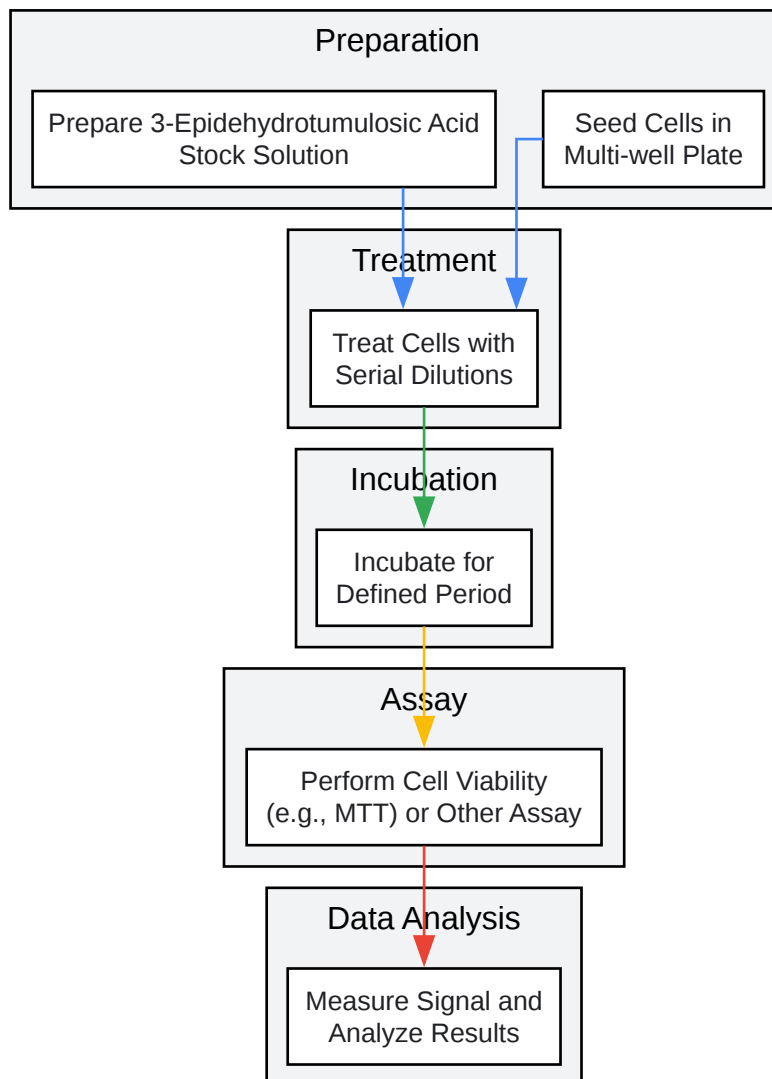 Preparation
Prepare 3-Epidehydrotumulosic Acid
Stock Solution
Seed Cells in
Multi-well Plate
Treatment
Treat Cells with
Serial Dilutions
Incubation
Incubate for
Defined Period
Assay
Perform Cell Viability
(e.g., MTT) or Other Assay
Data Analysis
Measure Signal and
Analyze Results